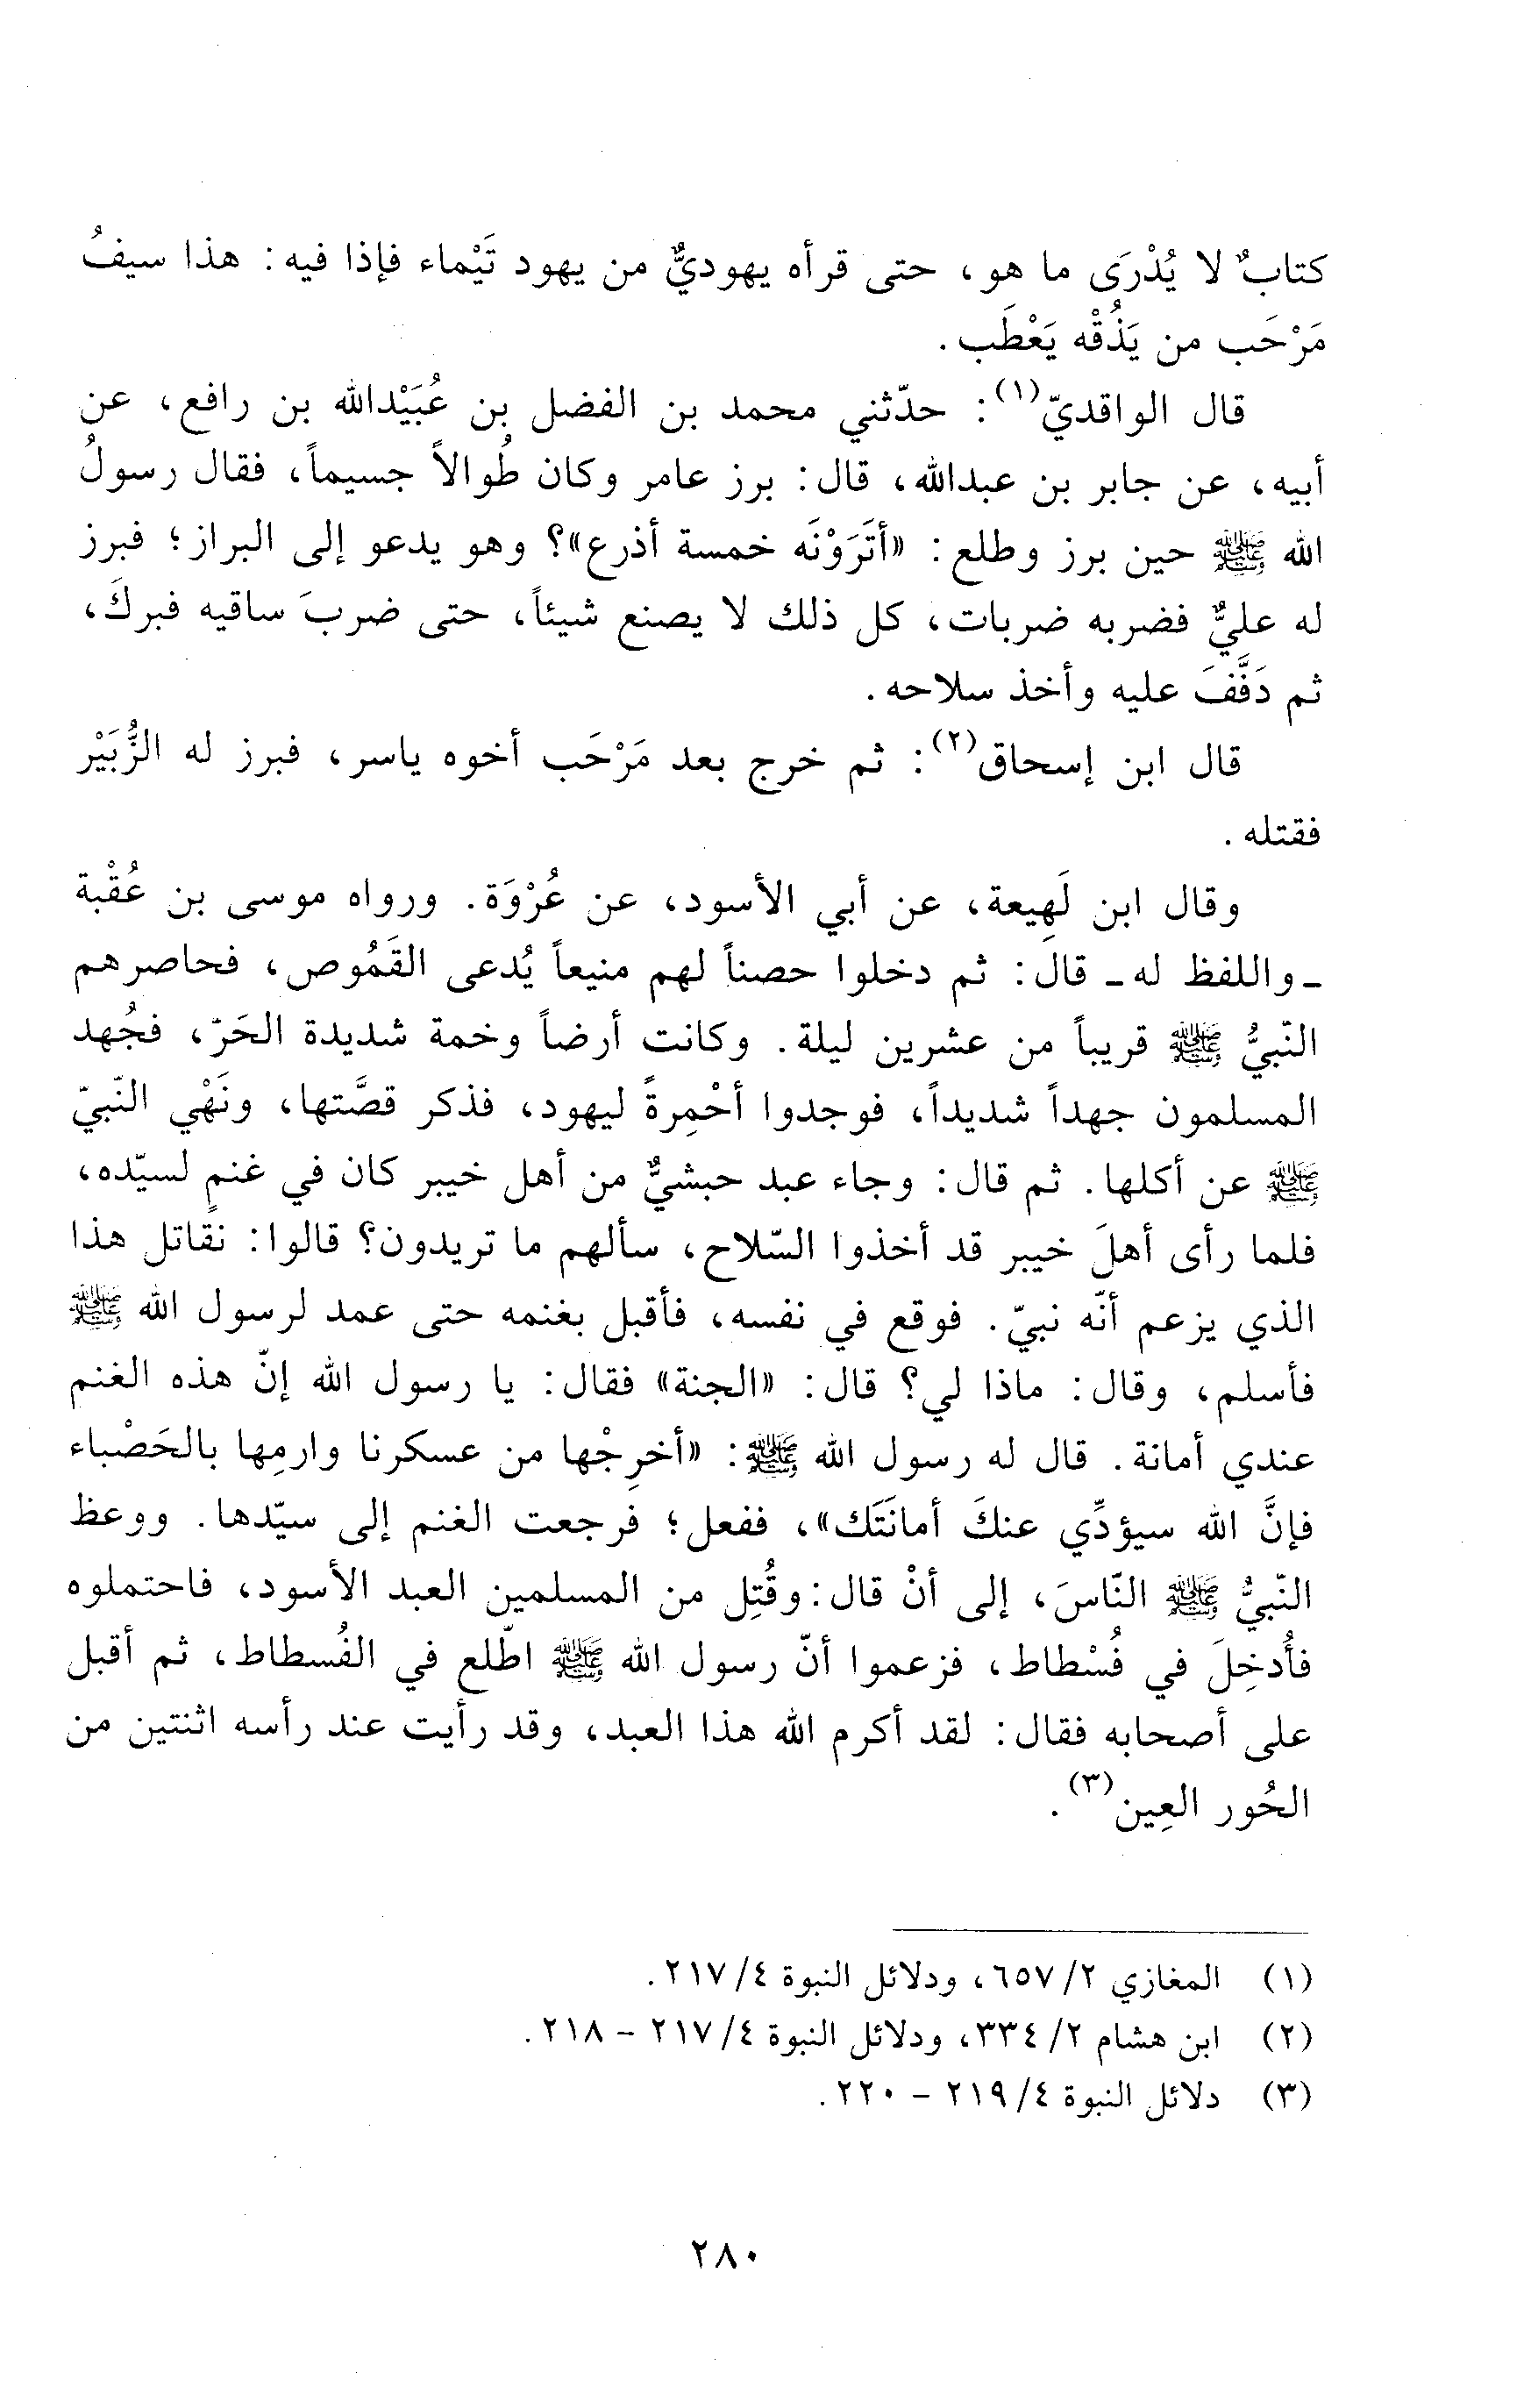 كتابٌ لا يُدْرَى ما هو، حتى قرأه يهوديٌّ من يهود تَيْماء فإذا فيه: هذا سيفُ
مَرْحَب من يَذُقْه يَعْطَب.
قال الواقديّ(١): حدّثني محمد بن الفضل بن عُبَيْدالله بن رافع، عن
أبيه، عن جابر بن عبدالله، قال: برز عامر وكان طُوالاً جسيماً، فقال رسولُ
الله ﷺ حين برز وطلع: «أتَرَوْنَه خمسة أذرع»؟ وهو يدعو إلى البراز؛ فبرز
له عليٌّ فضربه ضربات، كل ذلك لا يصنع شيئاً، حتى ضربَ ساقيه فبركَ،
ثم دَفَّفَ عليه وأخذ سلاحه.
قال ابن إسحاق(٢): ثم خرج بعد مَرْحَب أخوه ياسر، فبرز له الزُّبَيْر
فقتله.
وقال ابن لَهِيعة، عن أبي الأسود، عن عُرْوَة. ورواه موسى بن عُقْبة
ـ واللفظ له ـ قال: ثم دخلوا حصناً لهم منيعاً يُدعى القَمُوص، فحاصرهم
النّبيُّ ﷺ قريباً من عشرين ليلة. وكانت أرضاً وخمة شديدة الحَرّ، فجُهد
المسلمون جهداً شديداً، فوجدوا أحْمِرةً ليهود، فذكر قصَّتها، ونَهْي النّبيّ
ﷺ عن أكلها. ثم قال: وجاء عبد حبشيٌّ من أهل خيبر كان في غنمٍ لسيّده،
فلما رأى أهلَ خيبر قد أخذوا السّلاح، سألهم ما تريدون؟ قالوا: نقاتل هذا
الذي يزعم أنّه نبيّ. فوقع في نفسه، فأقبل بغنمه حتى عمد لرسول الله ﷺ
فأسلم، وقال: ماذا لي؟ قال: «الجنة» فقال: يا رسول الله إنّ هذه الغنم
عندي أمانة. قال له رسول الله ﷺ: «أخرِجْها من عسكرنا وارمِها بالحَصْباء
فإنَّ الله سيؤدِّي عنكَ أمانَتَك»، ففعل؛ فرجعت الغنم إلى سيّدها. ووعظ
النّبيُّ ﷺ النّاسَ، إلى أنْ قال: وقُتِل من المسلمين العبد الأسود، فاحتملوه
فأُدخِلَ في فُسْطاط، فزعموا أنّ رسول الله ﷺ اطّلع في الفُسطاط، ثم أقبل
على أصحابه فقال: لقد أكرم الله هذا العبد، وقد رأيت عند رأسه اثنتين من
الحُور العِين(٣).
(١) المغازي ٢/ ٦٥٧، ودلائل النبوة ٤/ ٢١٧.
(٢) ابن هشام ٢/ ٣٣٤، ودلائل النبوة ٤/ ٢١٧ – ٢١٨.
(٣) دلائل النبوة ٤/ ٢١٩ – ٢٢٠.
٢٨٠